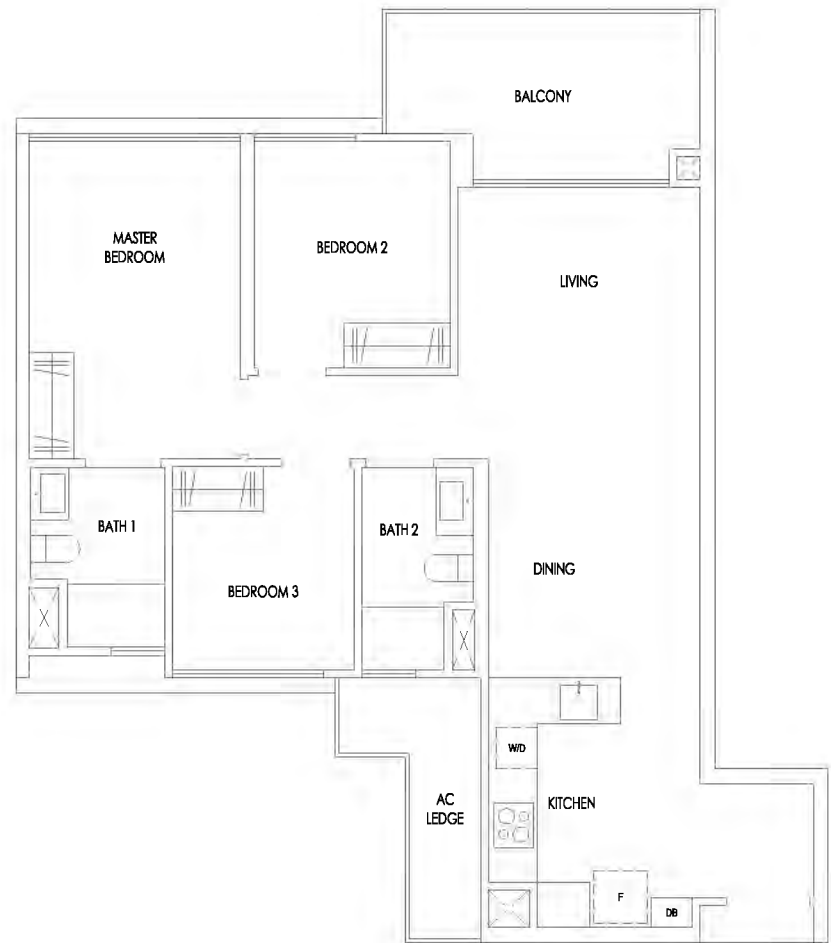 BALCONY
MASTER
BEDROOM
BEDROOM 2
LIVING
BATH 1
BATH 2
DINING
BEDROOM 3
W/D
AC
LEDGE
KITCHEN
F
DB